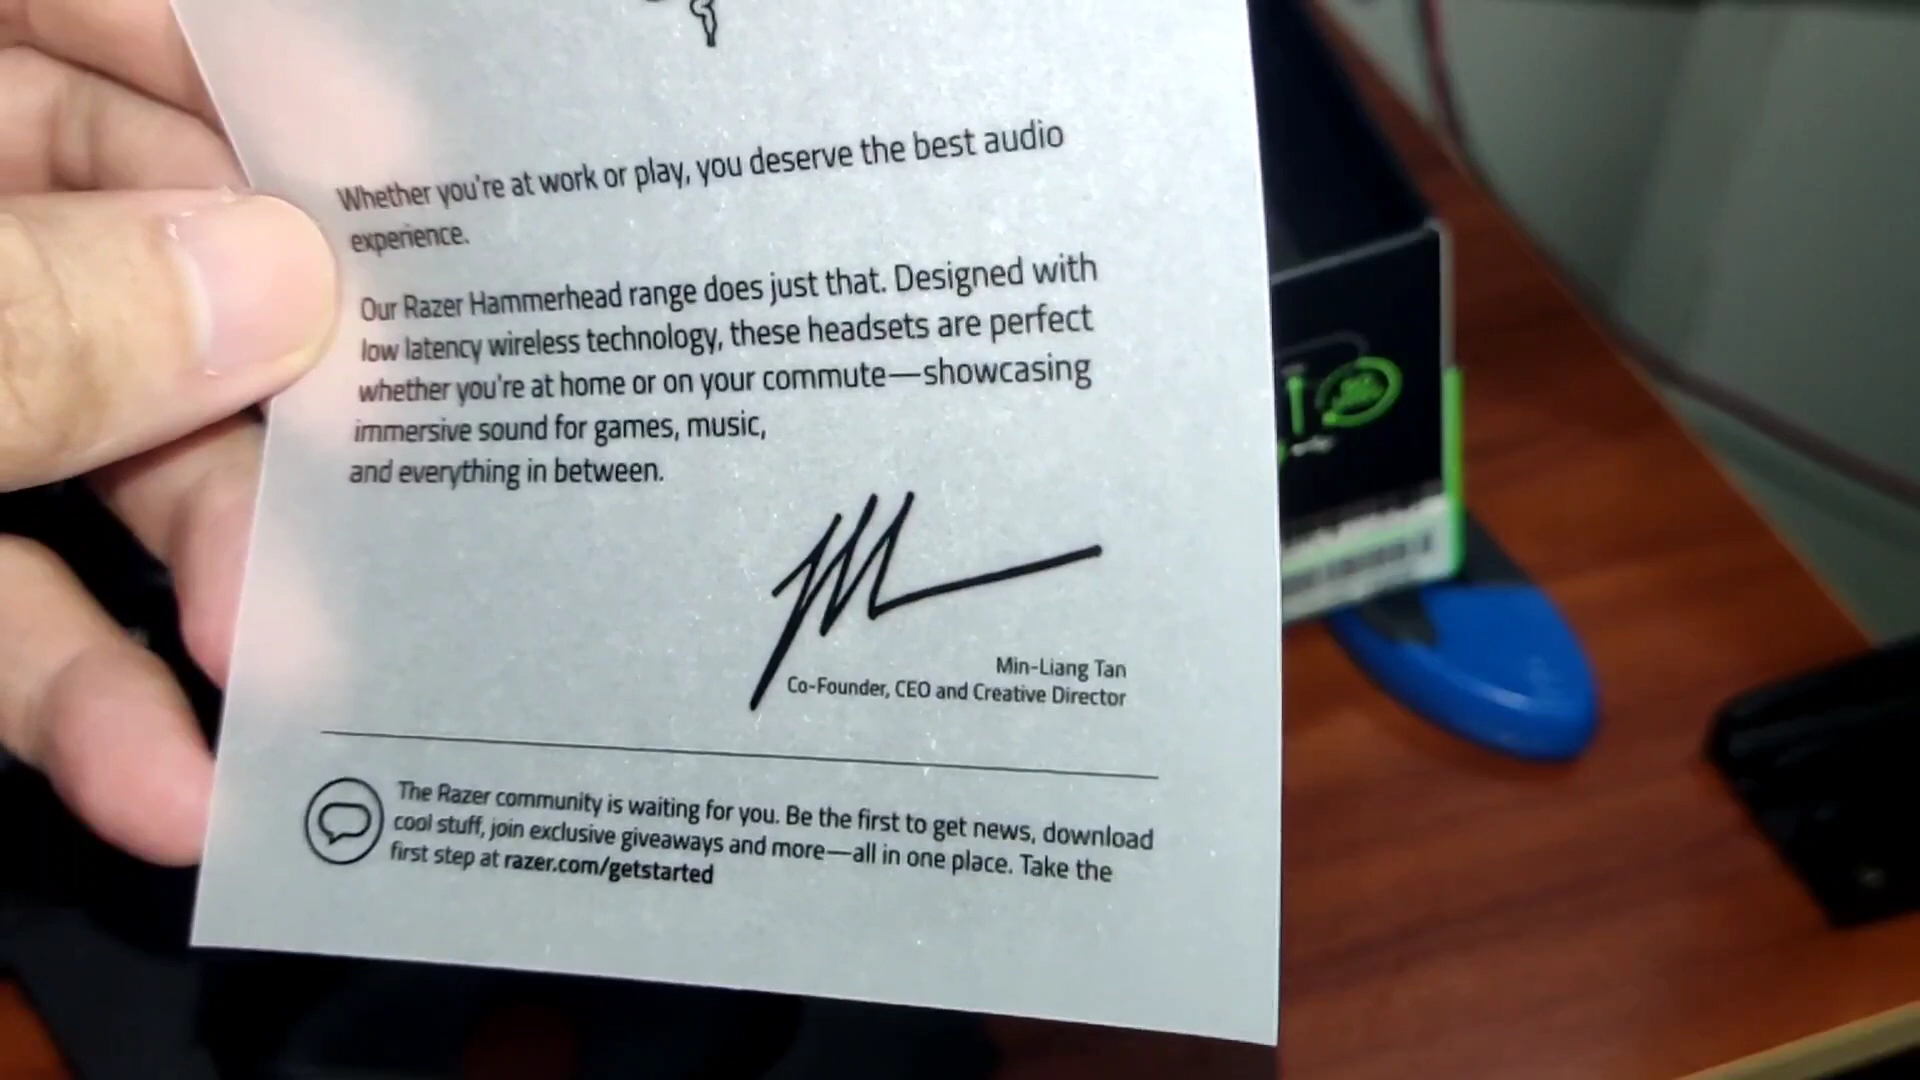 Whether you're at work or play, you deserve the best audio
experience.
Our Razer Hammerhead range does just that. Designed with
low latency wireless technology, these headsets are perfect
whether you're at home or on your commute—showcasing
immersive sound for games, music,
and everything in between.
Min-Liang Tan
Co-Founder, CEO and Creative Director
The Razer community is waiting for you. Be the first to get news, download
cool stuff, join exclusive giveaways and more—all in one place. Take the
first step at razer.com/getstarted